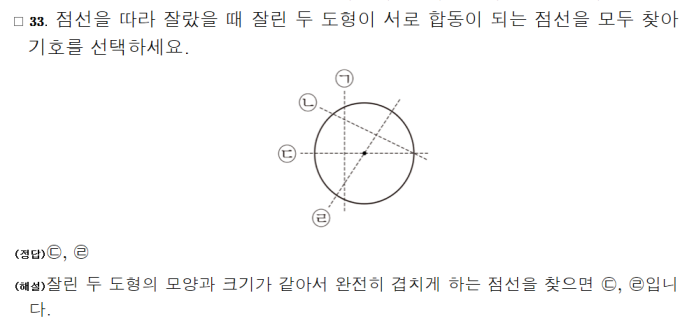 □ 33. 점선을 따라 잘랐을 때 잘린 두 도형이 서로 합동이 되는 점선을 모두 찾아
기호를 선택하세요.
㉠
㉡
㉢
㉣
(정답)㉢, ㉣
(해설)잘린 두 도형의 모양과 크기가 같아서 완전히 겹치게 하는 점선을 찾으면 ㉢, ㉣입니
다.